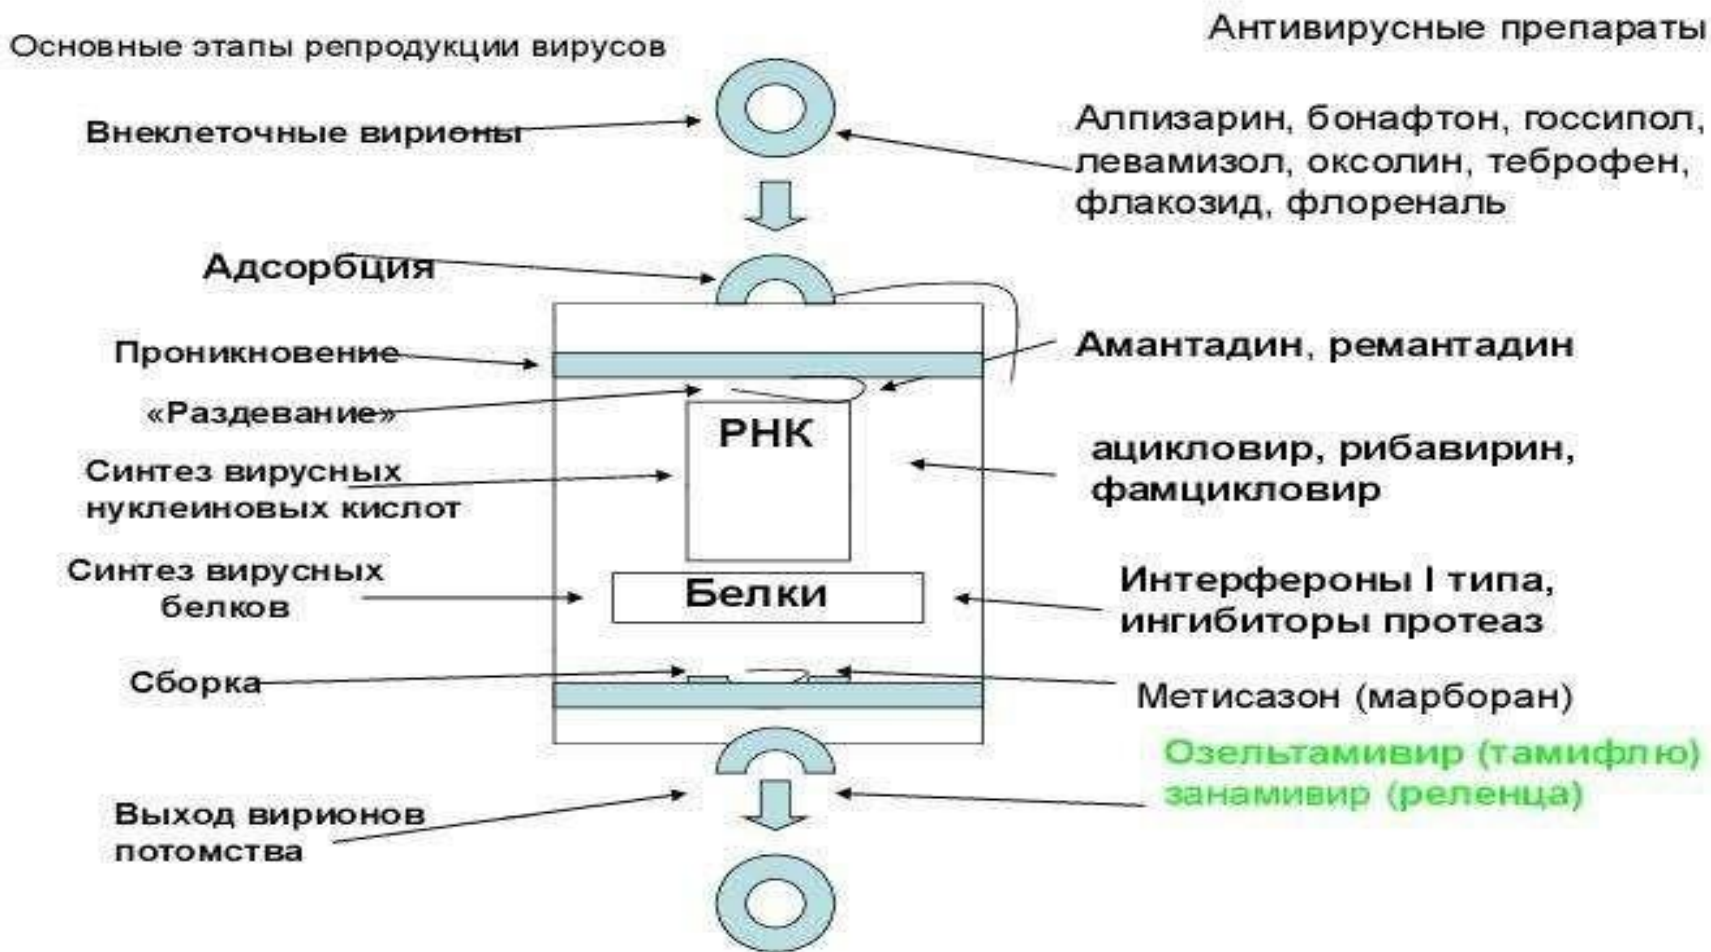 Основные этапы репродукции вирусов
Антивирусные препараты
Внеклеточные вирионы
Алпизарин, бонафтон, госсипол,
левамизол, оксолин, теброфен,
флакозид, флореналь
Адсорбция
Проникновение
Амантадин, ремантадин
«Раздевание»
РНК
Синтез вирусных
нуклеиновых кислот
ацикловир, рибавирин,
фамцикловир
Синтез вирусных
белков
Белки
Интерфероны I типа,
ингибиторы протеаз
Сборка
Метисазон (марборан)
Озельтамивир (тамифлю)
занамивир (реленца)
Выход вирионов
потомства